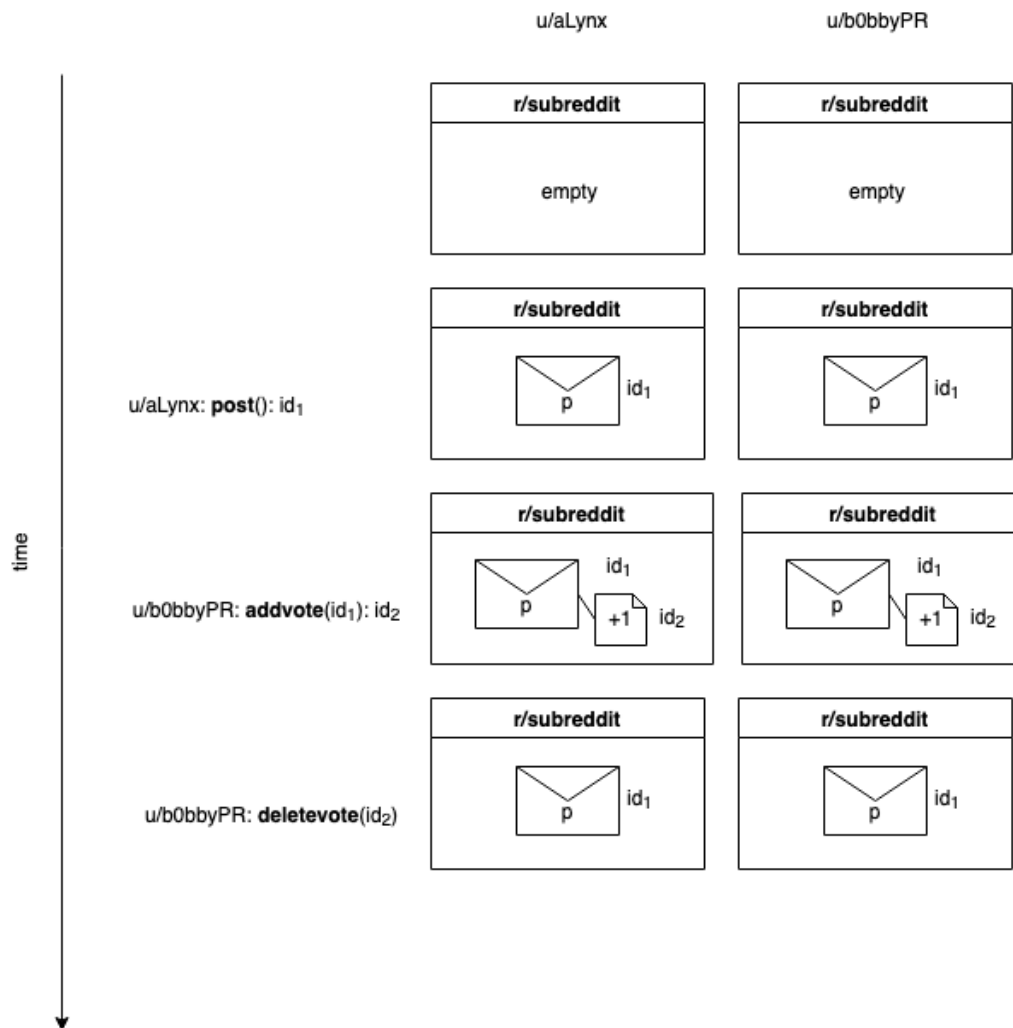 u/aLynx
u/b0bbyPR
r/subreddit
r/subreddit
empty
empty
r/subreddit
r/subreddit
u/aLynx: post(): id₁
p
id₁
p
id₁
time
r/subreddit
r/subreddit
u/b0bbyPR: addvote(id₁): id₂
p
id₁
+1
id₂
p
id₁
+1
id₂
r/subreddit
r/subreddit
u/b0bbyPR: deletevote(id₂)
p
id₁
p
id₁